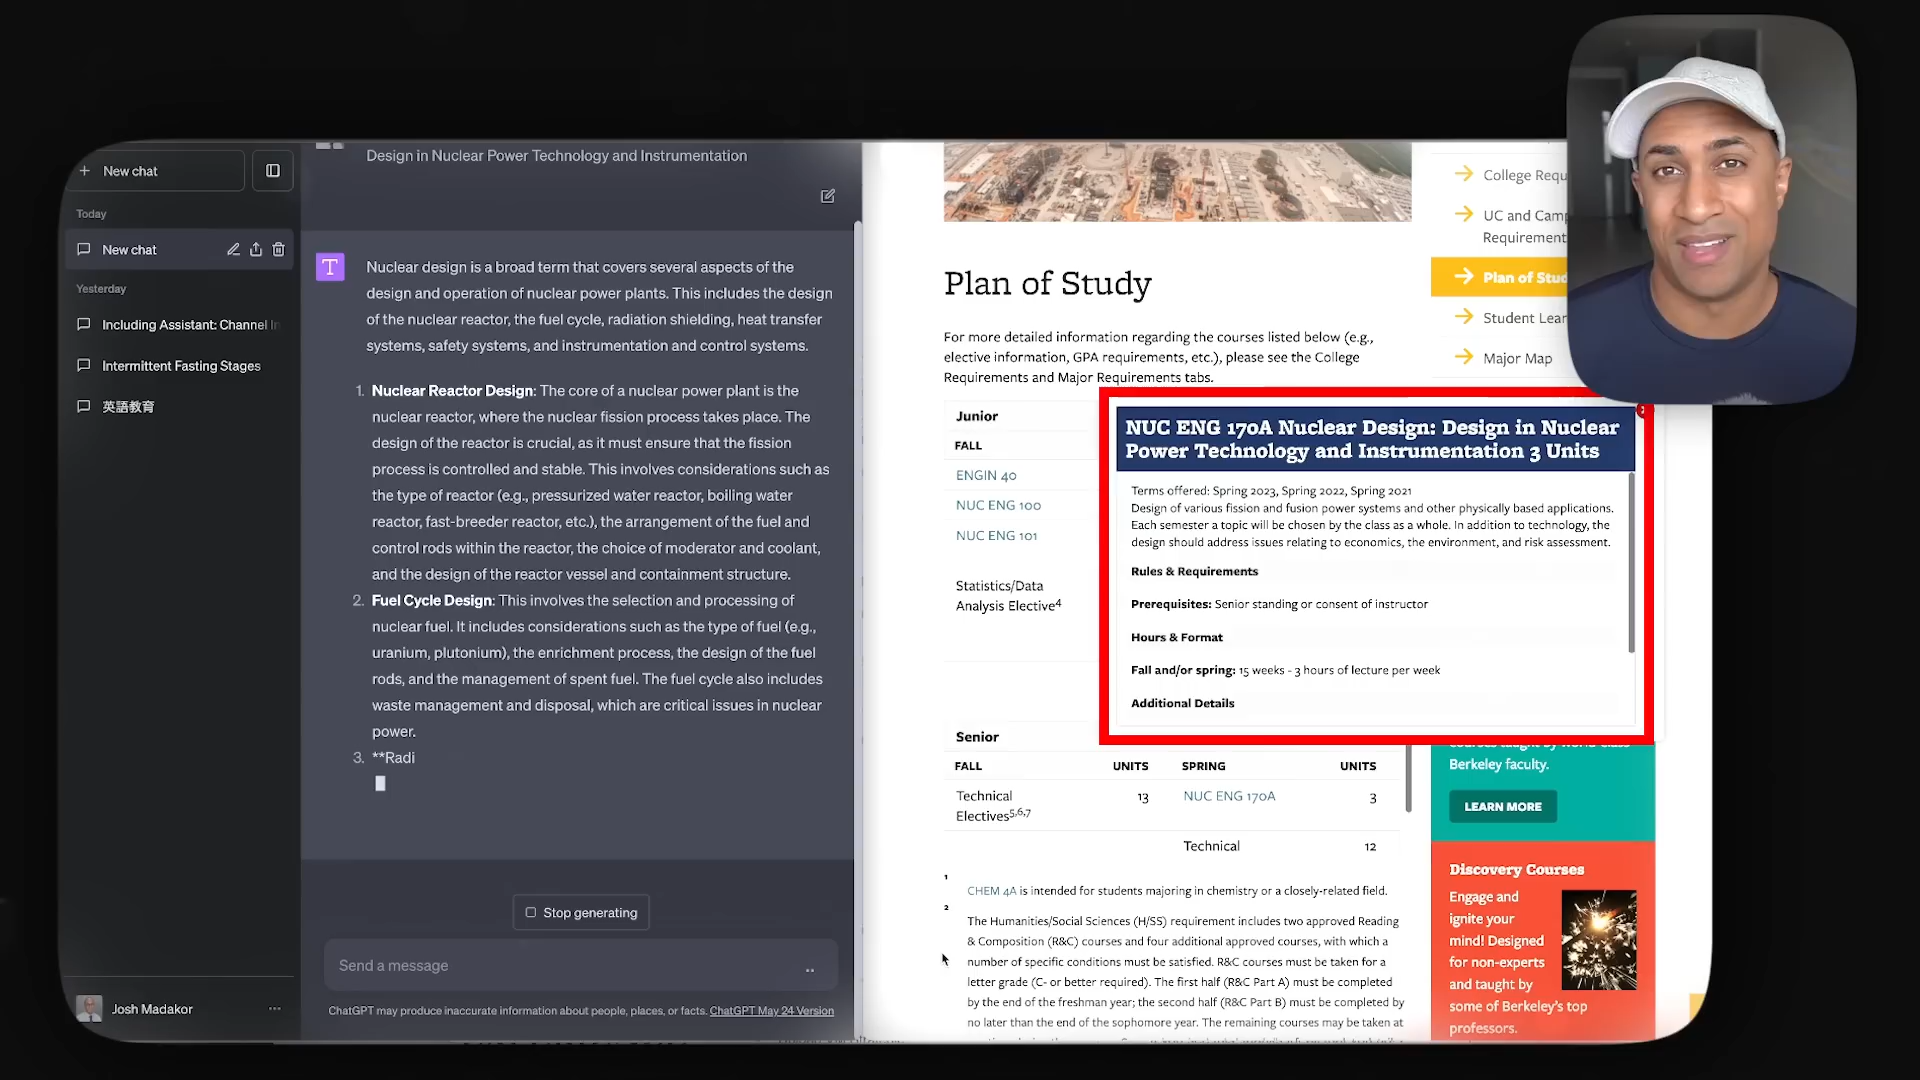 New chat
Today
New chat
Yesterday
Including Assistant: Channel
Intermittent Fasting Stages
英語教育
Josh Madakor
Design in Nuclear Power Technology and Instrumentation
T
Nuclear design is a broad term that covers several aspects of the
design and operation of nuclear power plants. This includes the design
of the nuclear reactor, the fuel cycle, radiation shielding, heat transfer
systems, safety systems, and instrumentation and control systems.
1. Nuclear Reactor Design: The core of a nuclear power plant is the
nuclear reactor, where the nuclear fission process takes place. The
design of the reactor is crucial, as it must ensure that the fission
process is controlled and stable. This involves considerations such as
the type of reactor (e.g., pressurized water reactor, boiling water
reactor, fast-breeder reactor, etc.), the arrangement of the fuel and
control rods within the reactor, the choice of moderator and coolant,
and the design of the reactor vessel and containment structure.
2. Fuel Cycle Design: This involves the selection and processing of
nuclear fuel. It includes considerations such as the type of fuel (e.g.,
uranium, plutonium), the enrichment process, the design of the fuel
rods, and the management of spent fuel. The fuel cycle also includes
waste management and disposal, which are critical issues in nuclear
power.
3. **Radi
Stop generating
Send a message
ChatGPT may produce inaccurate information about people, places, or facts. ChatGPT May 24 Version
Plan of Study
For more detailed information regarding the courses listed below (e.g.,
elective information, GPA requirements, etc.), please see the College
Requirements and Major Requirements tabs.
Junior
FALL
ENGIN 40
NUC ENG 100
NUC ENG 101
Statistics/Data
Analysis Elective4
NUC ENG 170A Nuclear Design: Design in Nuclear
Power Technology and Instrumentation 3 Units
Terms offered: Spring 2023, Spring 2022, Spring 2021
Design of various fission and fusion power systems and other physically based applications.
Each semester a topic will be chosen by the class as a whole. In addition to technology, the
design should address issues relating to economics, the environment, and risk assessment.
Rules & Requirements
Prerequisites: Senior standing or consent of instructor
Hours & Format
Fall and/or spring: 15 weeks - 3 hours of lecture per week
Additional Details
Senior
FALL UNITS SPRING UNITS
Technical 13 NUC ENG 170A 3
Electives5,6,7
Technical 12
1
CHEM 4A is intended for students majoring in chemistry or a closely-related field.
2
The Humanities/Social Sciences (H/SS) requirement includes two approved Reading
& Composition (R&C) courses and four additional approved courses, with which a
number of specific conditions must be satisfied. R&C courses must be taken for a
letter grade (C- or better required). The first half (R&C Part A) must be completed
by the end of the freshman year; the second half (R&C Part B) must be completed by
no later than the end of the sophomore year. The remaining courses may be taken at
College Requ
UC and Camp
Requirement
Plan of Stud
Student Lear
Major Map
Berkeley faculty.
LEARN MORE
Discovery Courses
Engage and
ignite your
mind! Designed
for non-experts
and taught by
some of Berkeley's top
professors.